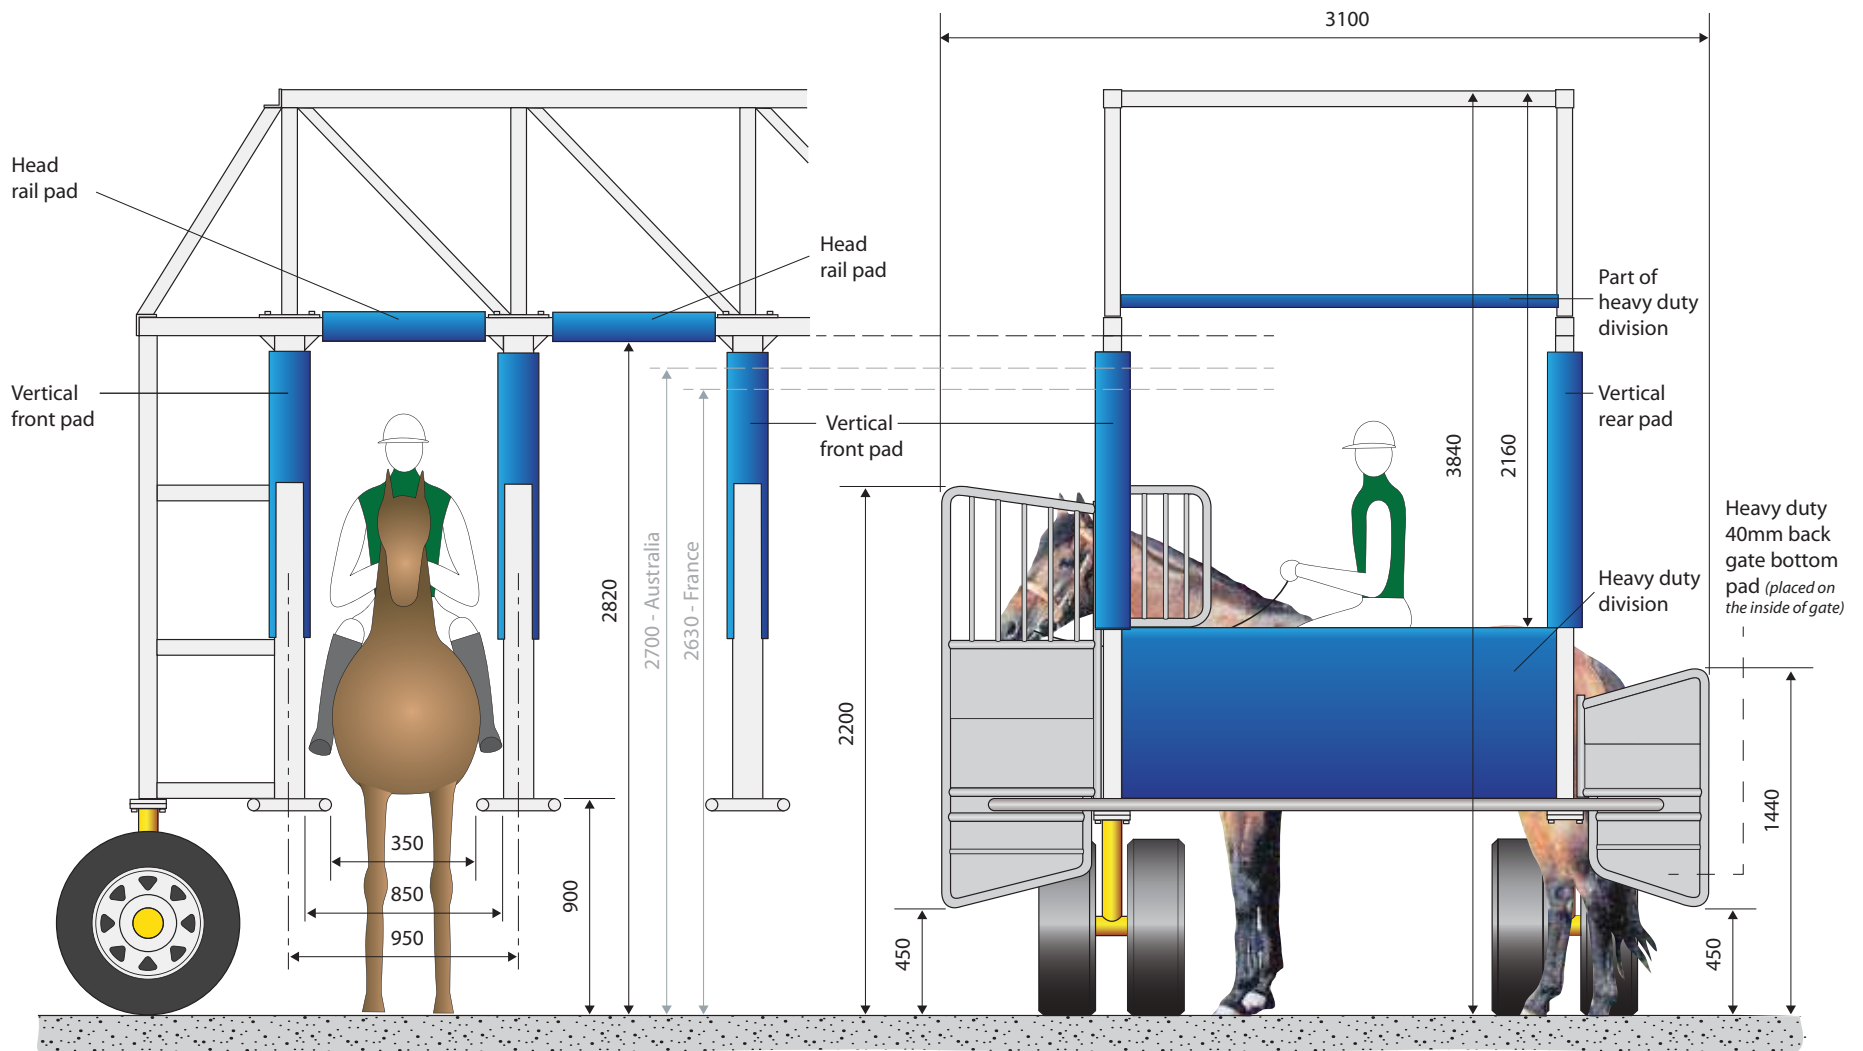 3100
Head
rail pad
Head
rail pad
Part of
heavy duty
division
Vertical
front pad
Vertical
front pad
Vertical
rear pad
3840
2160
Heavy duty
40mm back
gate bottom
pad (placed on
the inside of gate)
Heavy duty
division
2820
2700 - Australia
2630 - France
2200
1440
350
850
950
900
450
450